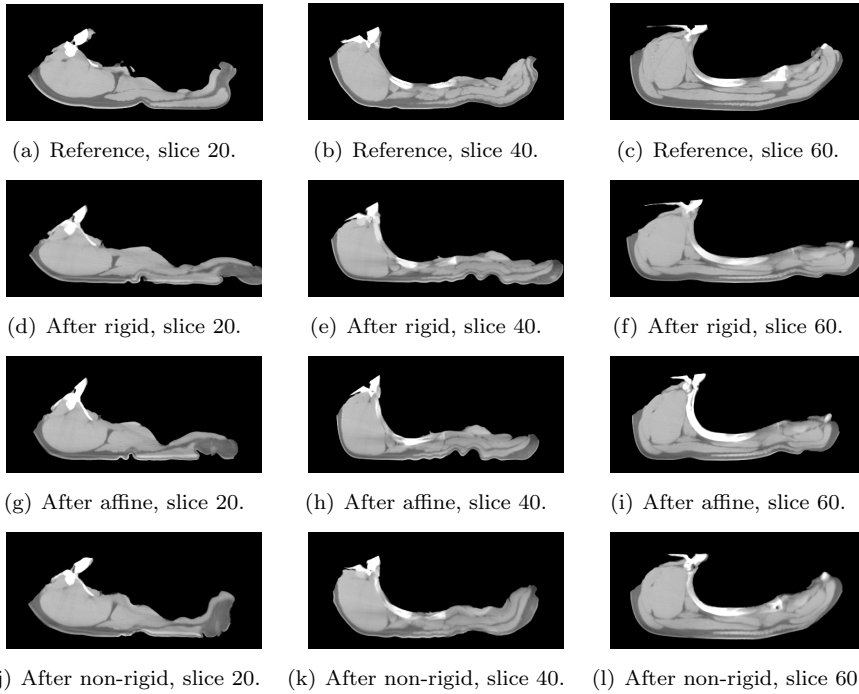 (a) Reference, slice 20.
(b) Reference, slice 40.
(c) Reference, slice 60.
(d) After rigid, slice 20.
(e) After rigid, slice 40.
(f) After rigid, slice 60.
(g) After affine, slice 20.
(h) After affine, slice 40.
(i) After affine, slice 60.
j) After non-rigid, slice 20.
(k) After non-rigid, slice 40.
(l) After non-rigid, slice 60